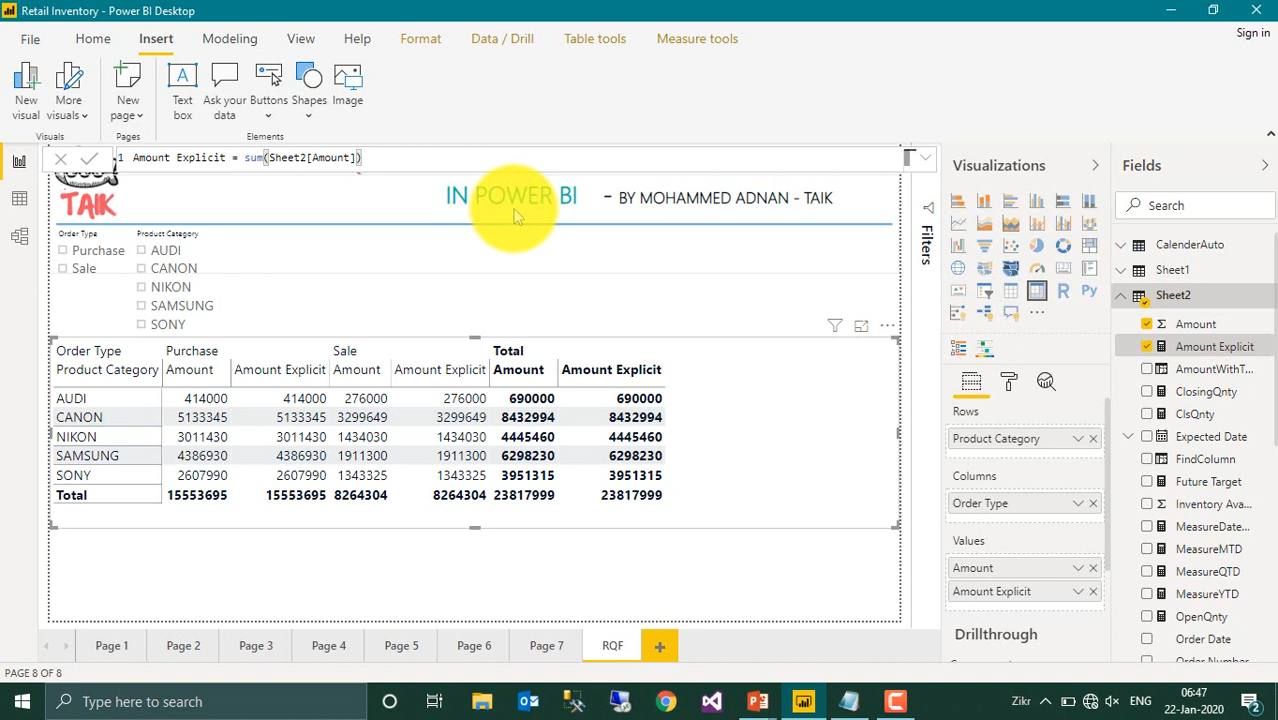 Retail Inventory - Power BI Desktop
File Home Insert Modeling View Help Format Data / Drill Table tools Measure tools
Sign in
New visual
More visuals
New page
Text box
Ask your data
Buttons
Shapes
Image
Visuals Pages Elements
1 Amount Explicit = sum(Sheet2[Amount])
TAIK
IN POWER BI - BY MOHAMMED ADNAN - TAIK
Order Type
Purchase
Sale
Product Category
AUDI
CANON
NIKON
SAMSUNG
SONY
Order Type Purchase Sale Total
Product Category Amount Amount Explicit Amount Amount Explicit Amount Amount Explicit
AUDI 414000 414000 276000 276000 690000 690000
CANON 5133345 5133345 3299649 3299649 8432994 8432994
NIKON 3011430 3011430 1434030 1434030 4445460 4445460
SAMSUNG 4386930 4386930 1911300 1911300 6298230 6298230
SONY 2607990 2607990 1343325 1343325 3951315 3951315
Total 15553695 15553695 8264304 8264304 23817999 23817999
Filters
Visualizations
R Py
Rows
Product Category
Columns
Order Type
Values
Amount
Amount Explicit
Drillthrough
Fields
Search
CalenderAuto
Sheet1
Sheet2
Amount
Amount Explicit
AmountWithT...
ClosingQnty
ClsQnty
Expected Date
FindColumn
Future Target
Inventory Ava...
MeasureDate...
MeasureMTD
MeasureQTD
MeasureYTD
OpenQnty
Order Date
Order Number
Page 1 Page 2 Page 3 Page 4 Page 5 Page 6 Page 7 RQF
PAGE 8 OF 8
Type here to search
Zikr
ENG
06:47
22-Jan-2020
2